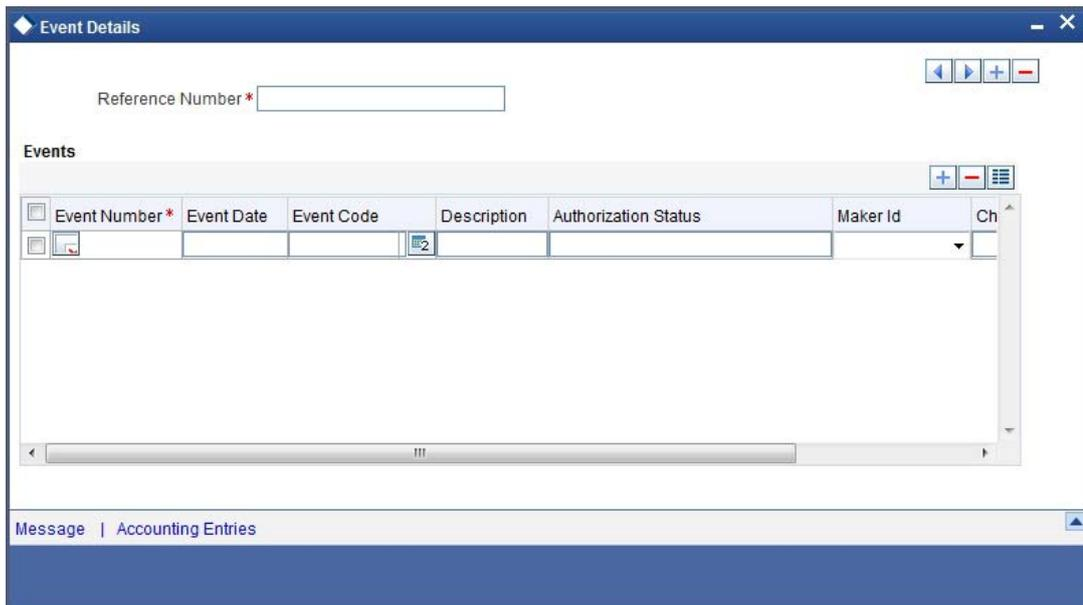 Event Details
Reference Number *
Events
Event Number * Event Date Event Code Description Authorization Status Maker Id Ch
2
Message | Accounting Entries